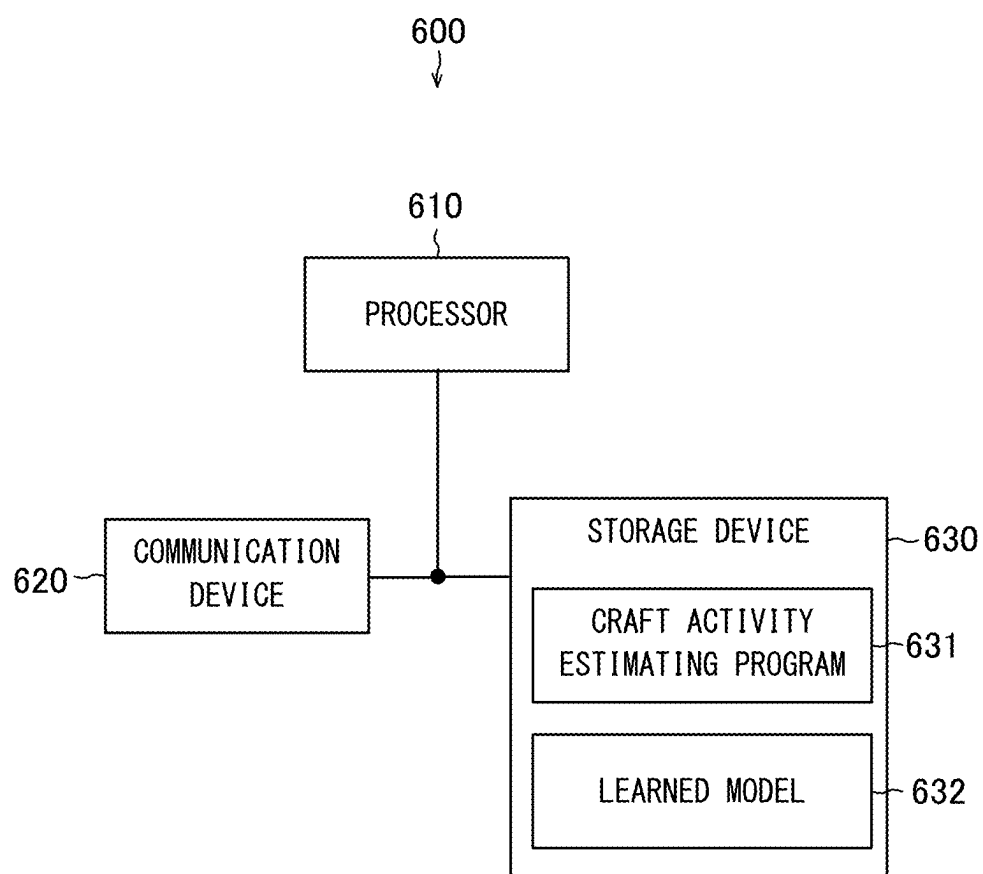 600
610
PROCESSOR
COMMUNICATION
DEVICE
620
STORAGE DEVICE
630
CRAFT ACTIVITY
ESTIMATING PROGRAM
631
LEARNED MODEL
632